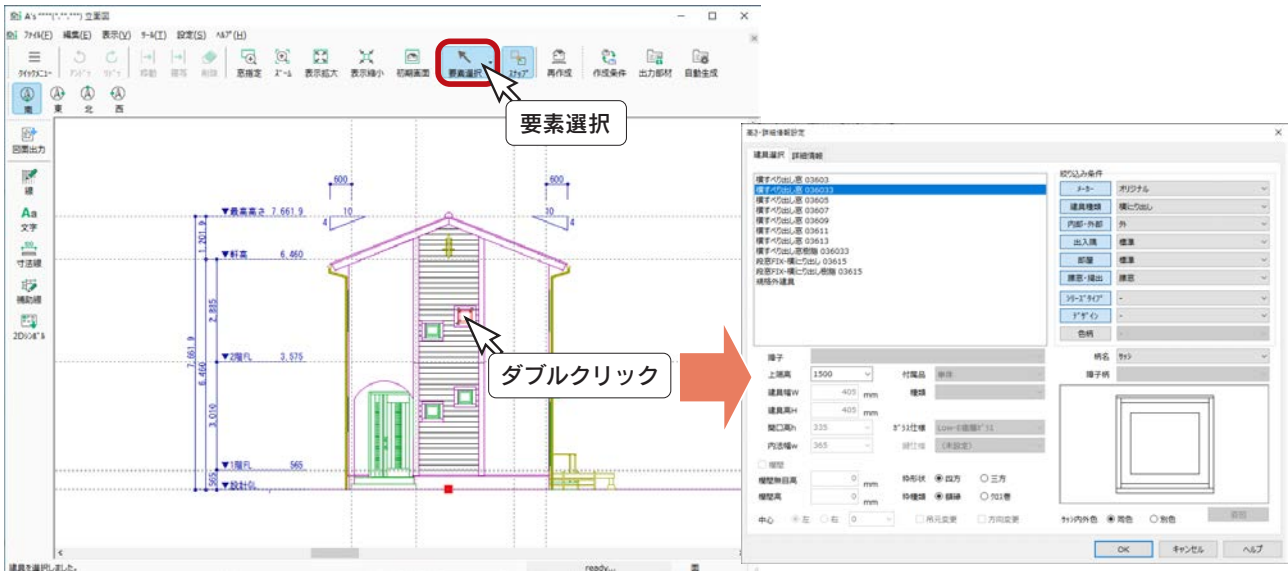 A's ****(*.**.***) 立面図
ﾌｧｲﾙ(F) 編集(E) 表示(V) ﾂｰﾙ(T) 設定(S) ﾍﾙﾌﾟ(H)
ｸｲｯｸﾒﾆｭｰ ｱﾝﾄﾞｩ ﾘﾄﾞｩ 移動 複写 削除 窓指定 ｽﾞｰﾑ 表示拡大 表示縮小 初期画面 要素選択 ｽﾅｯﾌﾟ 再作成 作成条件 出力部材 自動生成
南 東 北 西
要素選択
図面出力
線
Aa
文字
寸法線
補助線
2Dｼﾝﾎﾞﾙ
600 600
▼最高高さ 7,661.9 10 10
4 4
1,201.9
▼軒高 6,460
2,885
7,661.9
6,460
▼2階FL 3,575
3,010
▼1階FL 565
565
▼設計GL
ダブルクリック
建具を選択しました。 ready... 面
高さ・詳細情報設定
建具選択 詳細情報
横すべり出し窓 03603
横すべり出し窓 036033
横すべり出し窓 03605
横すべり出し窓 03607
横すべり出し窓 03609
横すべり出し窓 03611
横すべり出し窓 03613
横すべり出し窓樹脂 036033
段窓FIX-横にり出し 03615
段窓FIX-横にり出し樹脂 03615
規格外建具
絞り込み条件
ﾒｰｶｰ オリジナル
建具種類 横にり出し
内部・外部 外
出入隅 標準
部屋 標準
腰窓・掃出 腰窓
ｼﾘｰｽﾞﾀｲﾌﾟ -
ﾃﾞｻﾞｲﾝ -
色柄 -
障子 柄名 ｻｯｼ
上端高 1500 付属品 単体 障子柄
建具幅W 405 mm 種類
建具高H 405 mm
開口高h 335 ｶﾞﾗｽ仕様 Low-E複層ｶﾞﾗｽ
内法幅w 365 鍵仕様 (未設定)
欄間
欄間無目高 0 mm 枠形状 四方 三方
欄間高 0 mm 枠種類 額縁 ｸﾛｽ巻
中心 左 右 0 吊元変更 方向変更 ｻｯｼ内外色 同色 別色
OK キャンセル ヘルプ